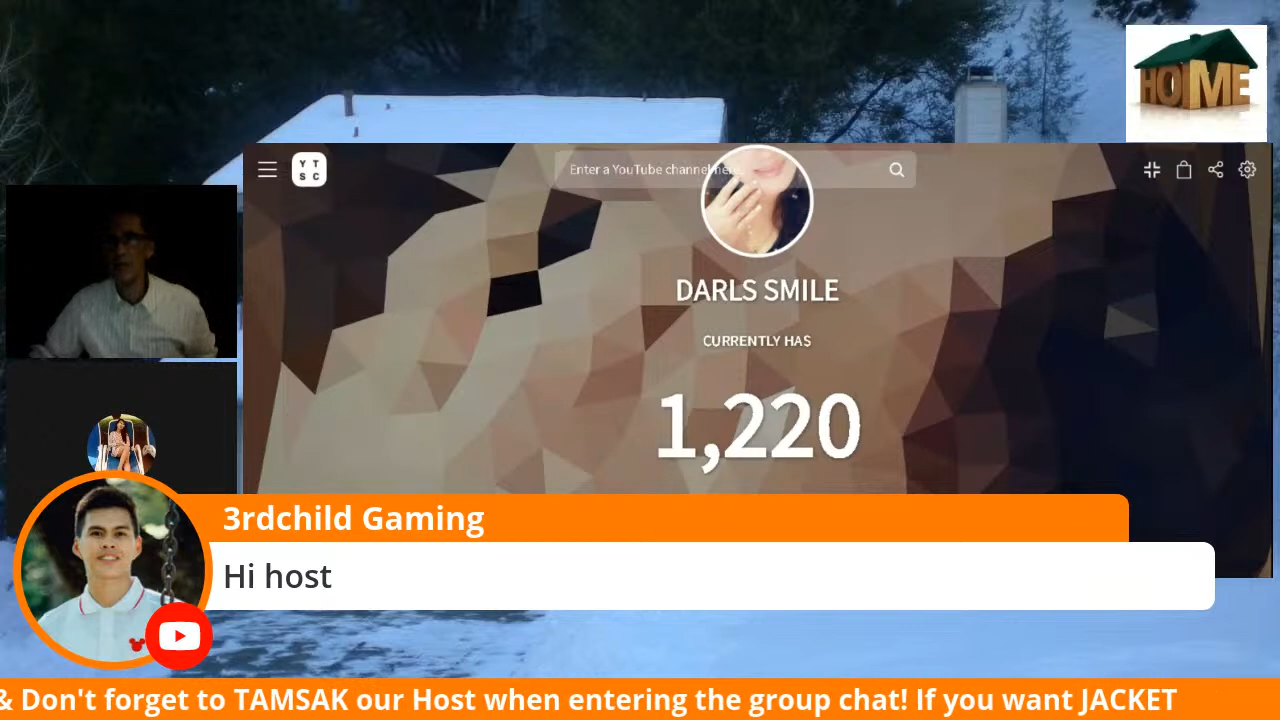 HOME
Y T
S C
Enter a YouTube channel here
DARLS SMILE
CURRENTLY HAS
1,220
3rdchild Gaming
Hi host
& Don't forget to TAMSAK our Host when entering the group chat! If you want JACKET